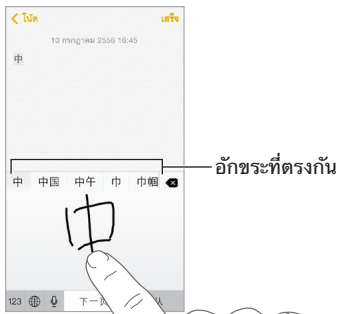 โน้ต เสร็จ
10 กรกฎาคม 2556 16:45
中
อักขระที่ตรงกัน
中 中国 中午 巾 巾帼
中
123 下一